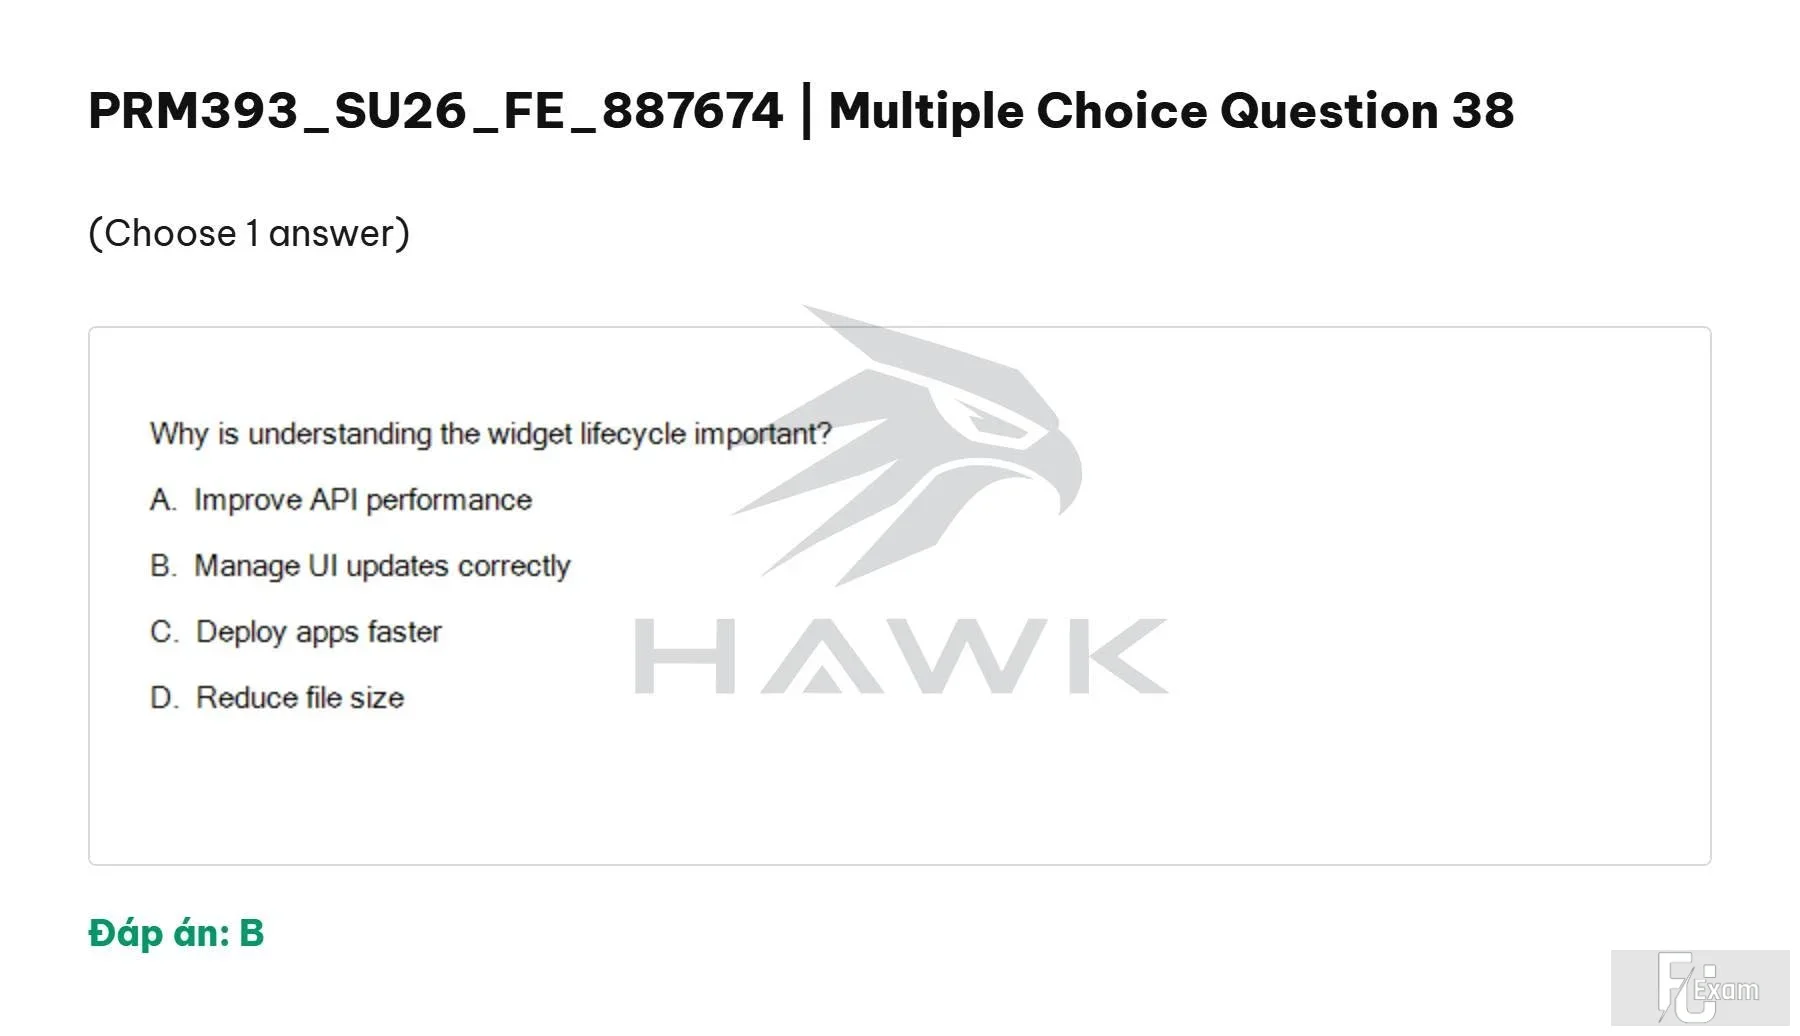 PRM393_SU26_FE_887674 | Multiple Choice Question 38
(Choose 1 answer)
Why is understanding the widget lifecycle important?
A. Improve API performance
B. Manage UI updates correctly
C. Deploy apps faster
D. Reduce file size
HAWK
Đáp án: B
FU Exam